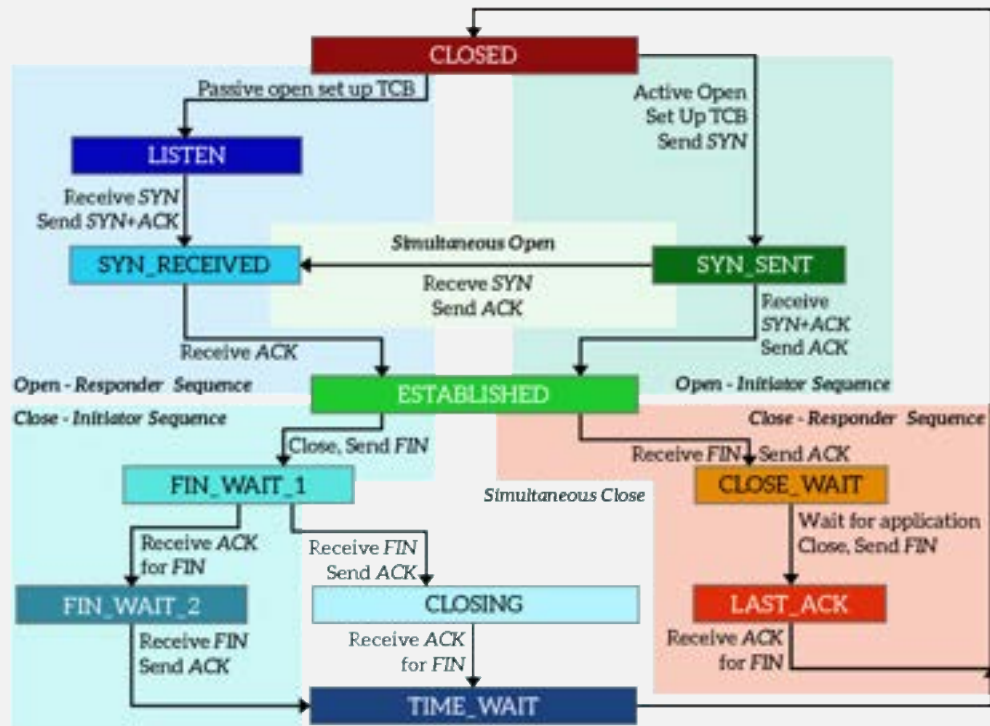 CLOSED
Passive open set up TCB
Active Open
Set Up TCB
Send SYN
LISTEN
Receive SYN
Send SYN+ACK
Simultaneous Open
SYN_RECEIVED
SYN_SENT
Receve SYN
Send ACK
Receive
SYN+ACK
Send ACK
Receive ACK
Open - Responder Sequence
ESTABLISHED
Open - Initiator Sequence
Close - Initiator Sequence
Close - Responder Sequence
Close, Send FIN
Receive FIN
Send ACK
FIN_WAIT_1
Simultaneous Close
CLOSE_WAIT
Receive ACK
for FIN
Receive FIN
Send ACK
Wait for application
Close, Send FIN
FIN_WAIT_2
CLOSING
LAST_ACK
Receive FIN
Send ACK
Receive ACK
for FIN
Receive ACK
for FIN
TIME_WAIT